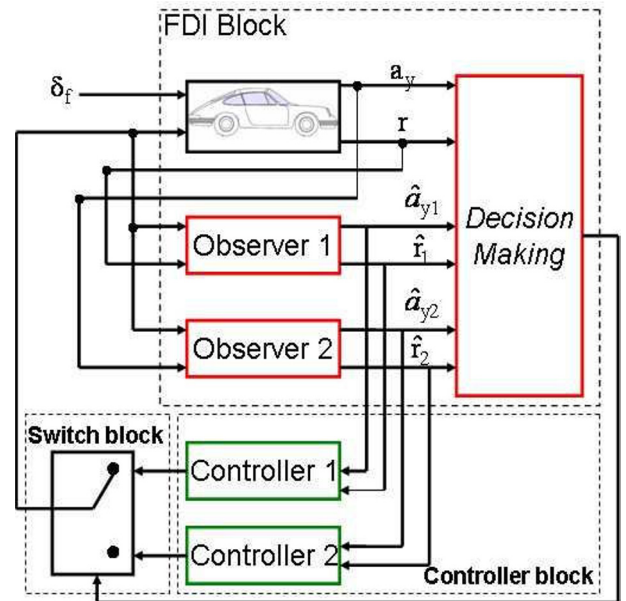 FDI Block
δf
ay
r
Observer 1
ây1
r̂1
Decision
Making
Observer 2
ây2
r̂2
Switch block
Controller 1
Controller 2
Controller block